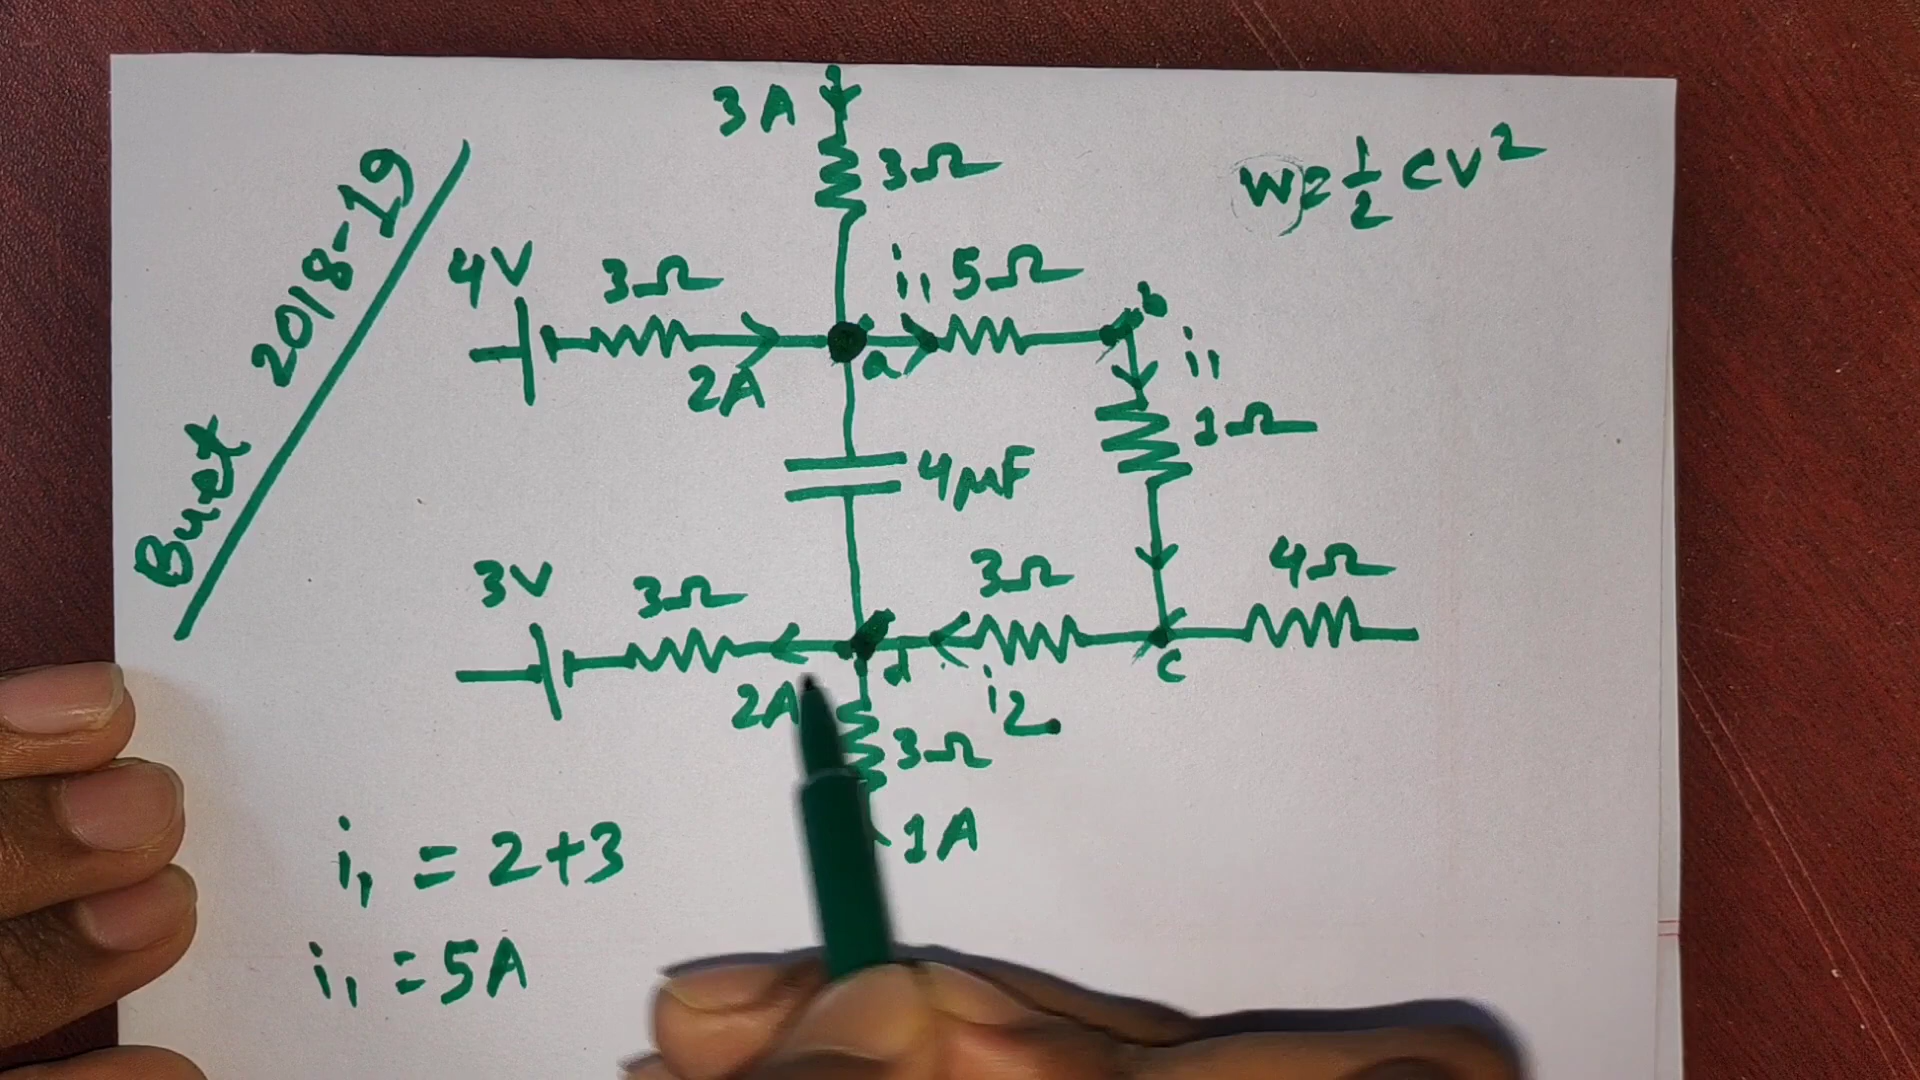 Buet 2018-19
3A
3Ω
W = 1/2 CV²
4V
3Ω
i₁ 5Ω
b
2A
a
i₁
1Ω
4μF
3V
3Ω
3Ω
4Ω
2A
d
i2
c
3Ω
1A
i₁ = 2+3
i₁ = 5A